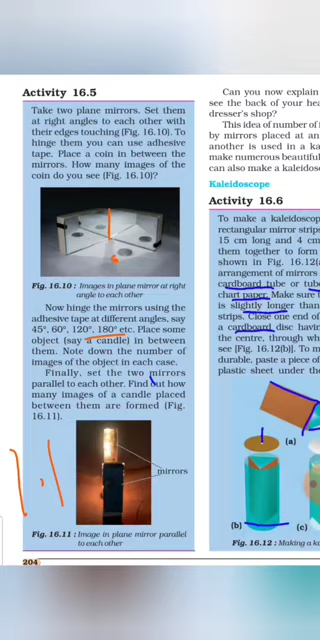 Activity 16.5
Take two plane mirrors. Set them
at right angles to each other with
their edges touching [Fig. 16.10]. To
hinge them you can use adhesive
tape. Place a coin in between the
mirrors. How many images of the
coin do you see (Fig. 16.10)?
Fig. 16.10 : Images in plane mirror at right
angle to each other
Now hinge the mirrors using the
adhesive tape at different angles, say
45°, 60°, 120°, 180° etc. Place some
object (say a candle) in between
them. Note down the number of
images of the object in each case.
Finally, set the two mirrors
parallel to each other. Find out how
many images of a candle placed
between them are formed (Fig.
16.11).
mirrors
Fig. 16.11 : Image in plane mirror parallel
to each other
204
Can you now explain
see the back of your
dresser's shop?
This idea of number of
by mirrors placed at an
another is used in a
make numerous beautiful
can also make a
Kaleidoscope
Activity 16.6
To make a kaleidoscope
rectangular mirror strips
15 cm long and 4 cm
them together to form
shown in Fig. 16.12(a
arrangement of mirrors
cardboard tube or
chart paper. Make sure
is slightly longer than
strips. Close one end of
a cardboard disc having
the centre, through
see [Fig. 16.12(b)]. To
durable, paste a piece of
plastic sheet under the
(a)
(b)
(c)
Fig. 16.12 : Making a